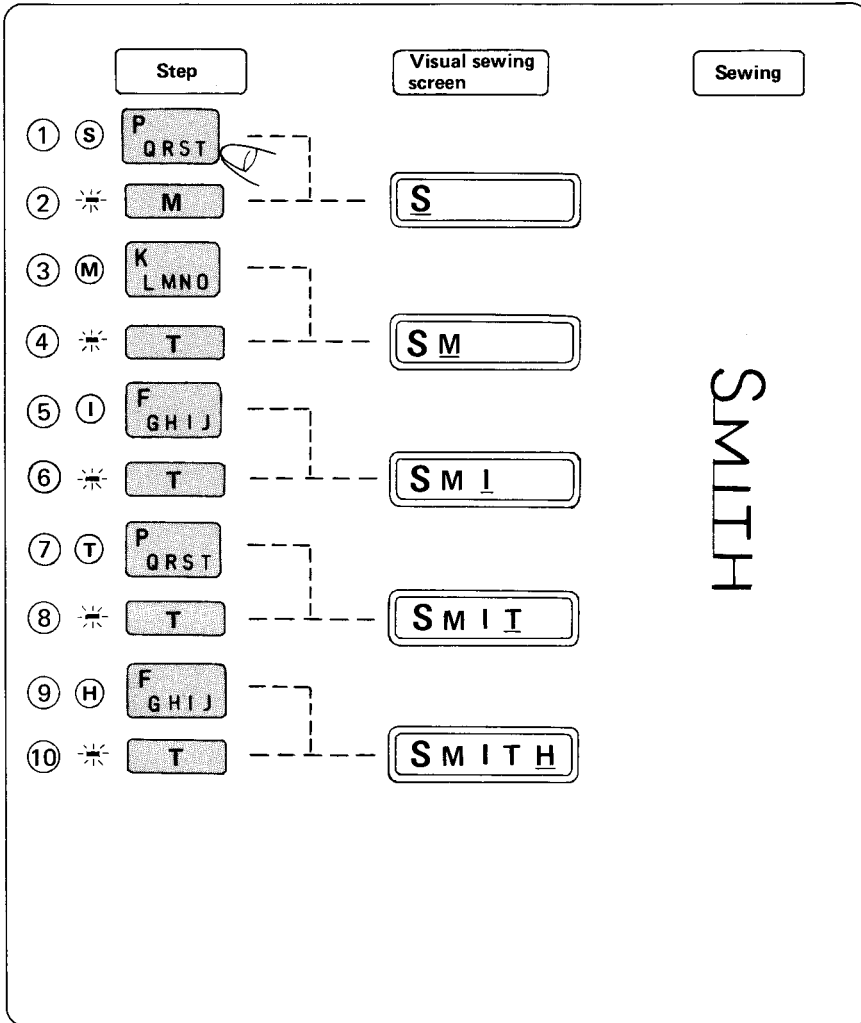 Step
Visual sewing
screen
Sewing
① Ⓢ P
QRST
② M
S
③ Ⓜ K
LMNO
④ T
SM
⑤ Ⓘ F
GHIJ
⑥ T
SMI
⑦ Ⓣ P
QRST
⑧ T
SMIT
⑨ Ⓗ F
GHIJ
⑩ T
SMITH
SMITH